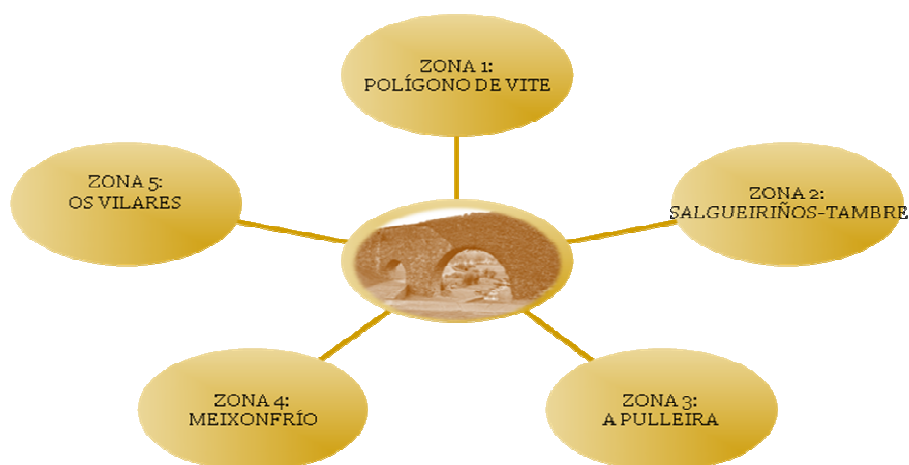 ZONA 1:
POLÍGONO DE VITE
ZONA 2:
SALGUEIRIÑOS-TAMBRE
ZONA 3:
A PULLEIRA
ZONA 4:
MEIXONFRÍO
ZONA 5:
OS VILARES